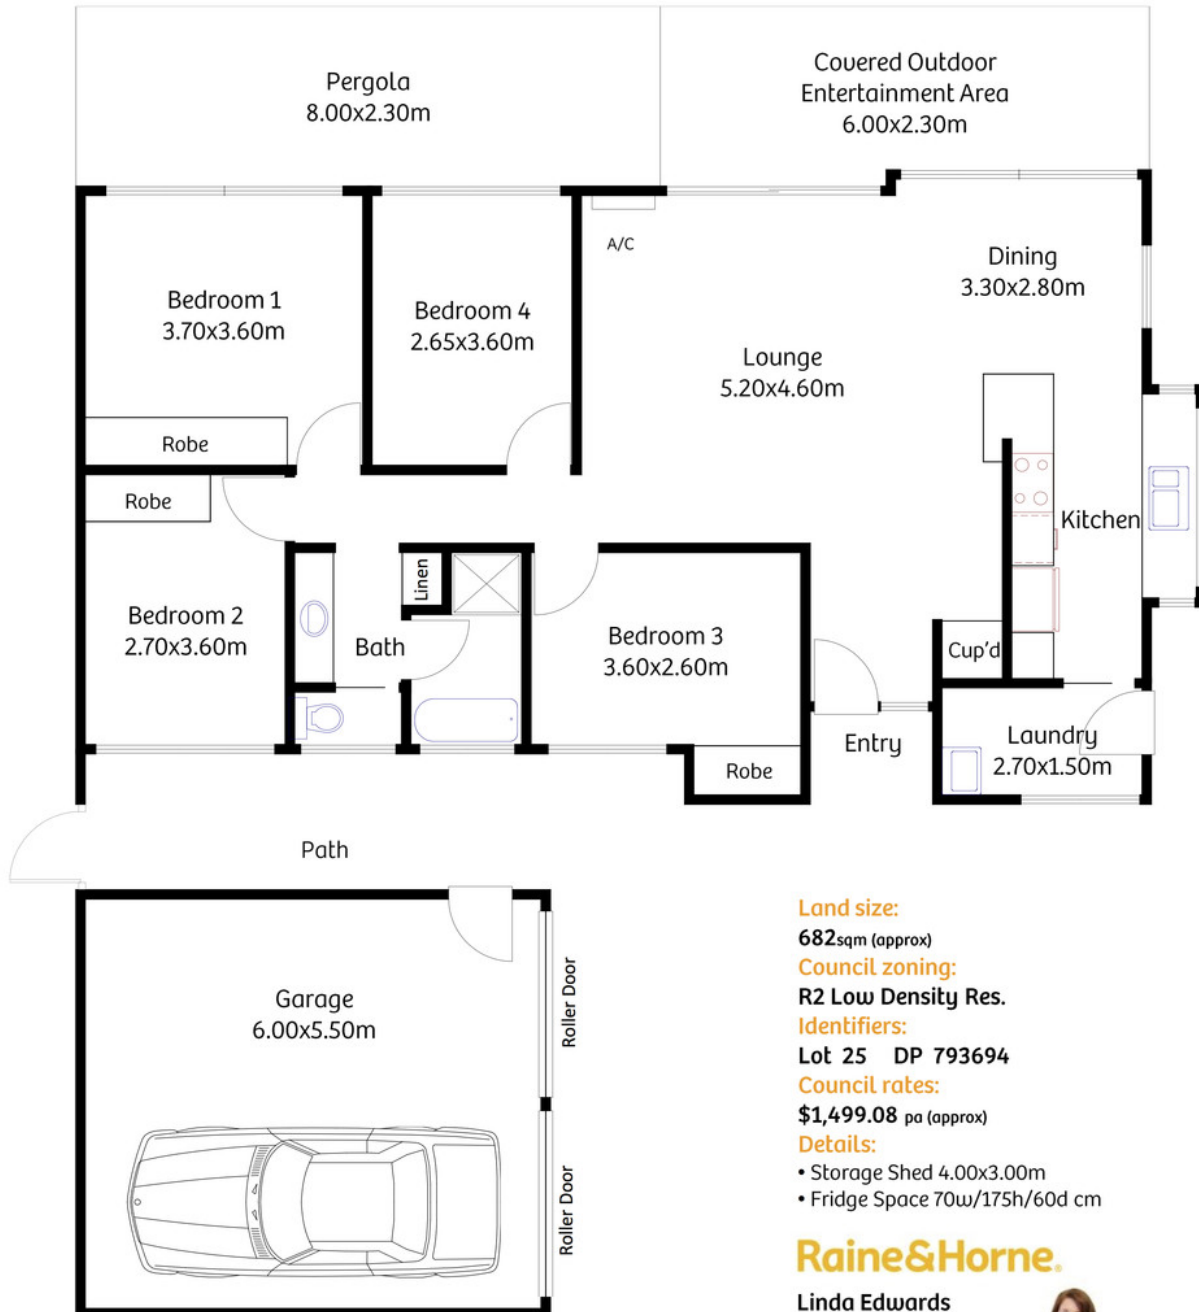 Pergola
8.00x2.30m
Covered Outdoor
Entertainment Area
6.00x2.30m
A/C
Dining
3.30x2.80m
Bedroom 1
3.70x3.60m
Bedroom 4
2.65x3.60m
Lounge
5.20x4.60m
Robe
Robe
Kitchen
Linen
Bedroom 2
2.70x3.60m
Bath
Bedroom 3
3.60x2.60m
Cup'd
Entry
Laundry
2.70x1.50m
Robe
Path
Garage
6.00x5.50m
Roller Door
Roller Door
Land size:
682sqm (approx)
Council zoning:
R2 Low Density Res.
Identifiers:
Lot 25 DP 793694
Council rates:
$1,499.08 pa (approx)
Details:
• Storage Shed 4.00x3.00m
• Fridge Space 70w/175h/60d cm
Raine&Horne.
Linda Edwards